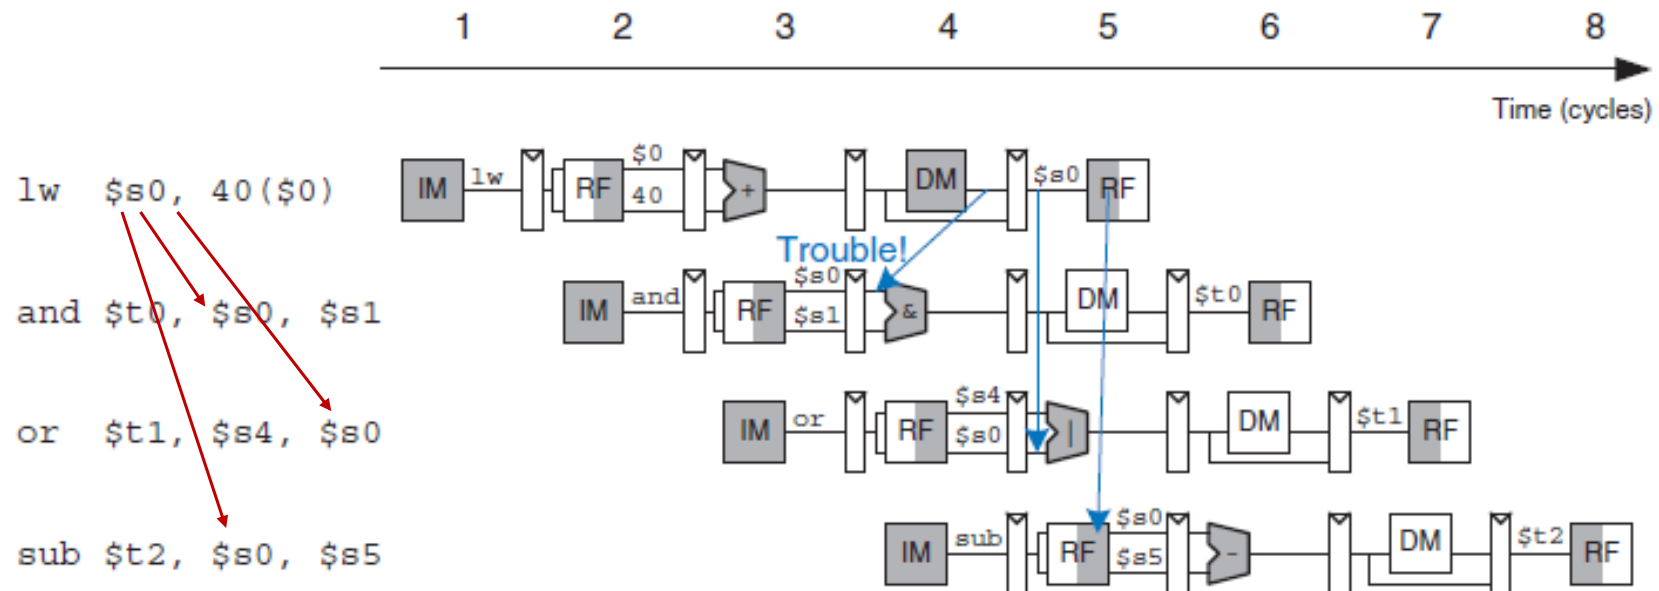 1 2 3 4 5 6 7 8
Time (cycles)
lw $s0, 40($0) IM lw RF $0 40 + DM $s0 RF
Trouble!
and $t0, $s0, $s1 IM and RF $s0 $s1 & DM $t0 RF
or $t1, $s4, $s0 IM or RF $s4 $s0 | DM $t1 RF
sub $t2, $s0, $s5 IM sub RF $s0 $s5 - DM $t2 RF